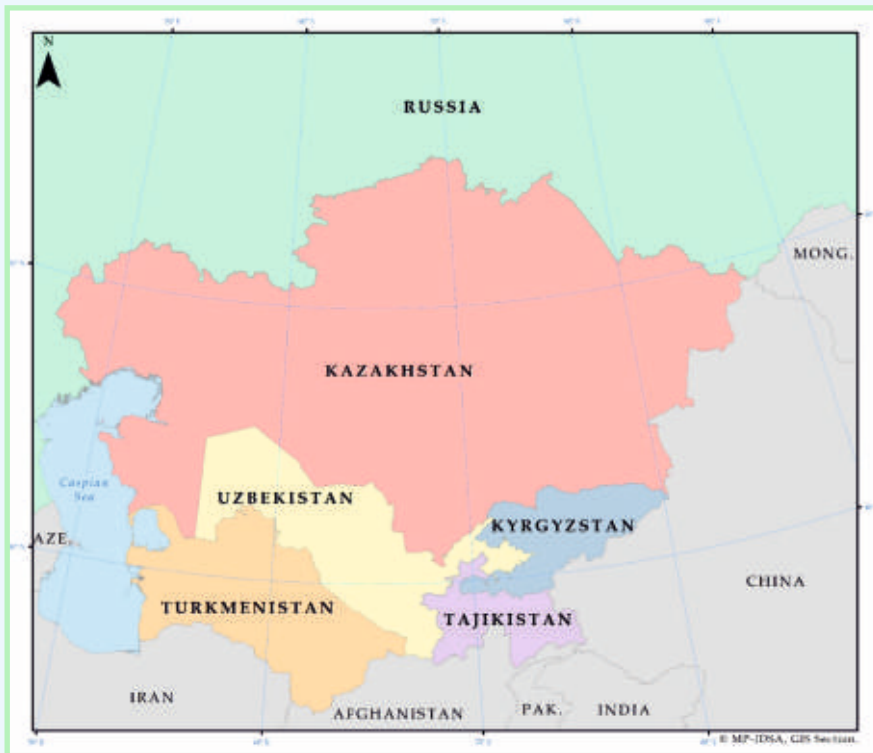 N
RUSSIA
MONG.
KAZAKHSTAN
Caspian
Sea
UZBEKISTAN
KYRGYZSTAN
AZE.
CHINA
TURKMENISTAN
TAJIKISTAN
IRAN
AFGHANISTAN
PAK.
INDIA
© MP-IDSA, GIS Section.